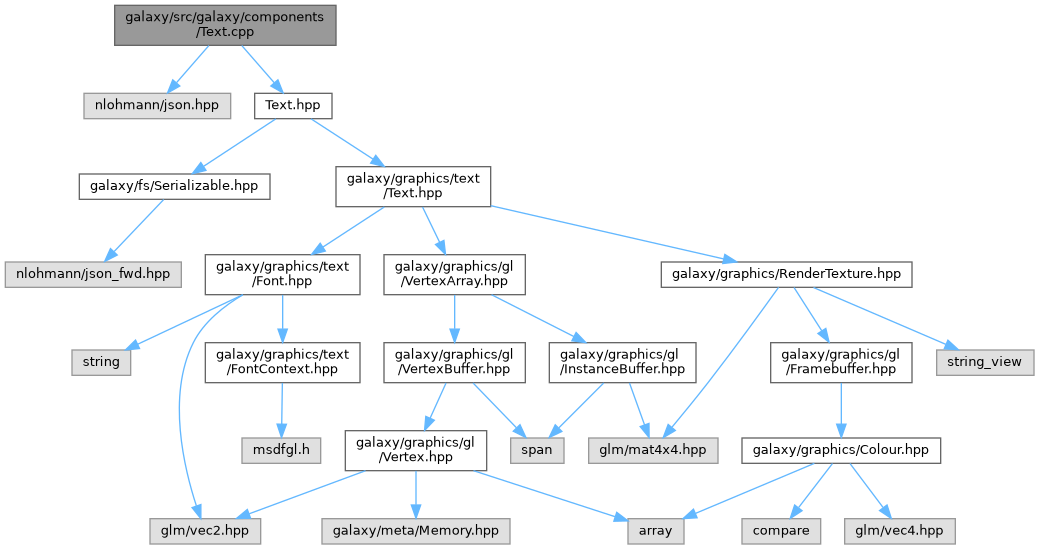 galaxy/src/galaxy/components
/Text.cpp
nlohmann/json.hpp
Text.hpp
galaxy/fs/Serializable.hpp
galaxy/graphics/text
/Text.hpp
nlohmann/json_fwd.hpp
galaxy/graphics/text
/Font.hpp
galaxy/graphics/gl
/VertexArray.hpp
galaxy/graphics/RenderTexture.hpp
string
galaxy/graphics/text
/FontContext.hpp
galaxy/graphics/gl
/VertexBuffer.hpp
galaxy/graphics/gl
/InstanceBuffer.hpp
galaxy/graphics/gl
/Framebuffer.hpp
string_view
msdfgl.h
galaxy/graphics/gl
/Vertex.hpp
span
glm/mat4x4.hpp
galaxy/graphics/Colour.hpp
glm/vec2.hpp
galaxy/meta/Memory.hpp
array
compare
glm/vec4.hpp